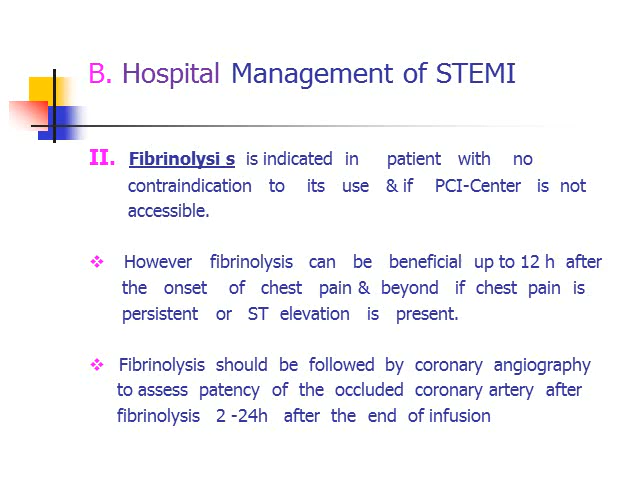 B. Hospital Management of STEMI
II. Fibrinolysi s is indicated in patient with no
contraindication to its use & if PCI-Center is not
accessible.
❖ However fibrinolysis can be beneficial up to 12 h after
the onset of chest pain & beyond if chest pain is
persistent or ST elevation is present.
❖ Fibrinolysis should be followed by coronary angiography
to assess patency of the occluded coronary artery after
fibrinolysis 2 -24h after the end of infusion